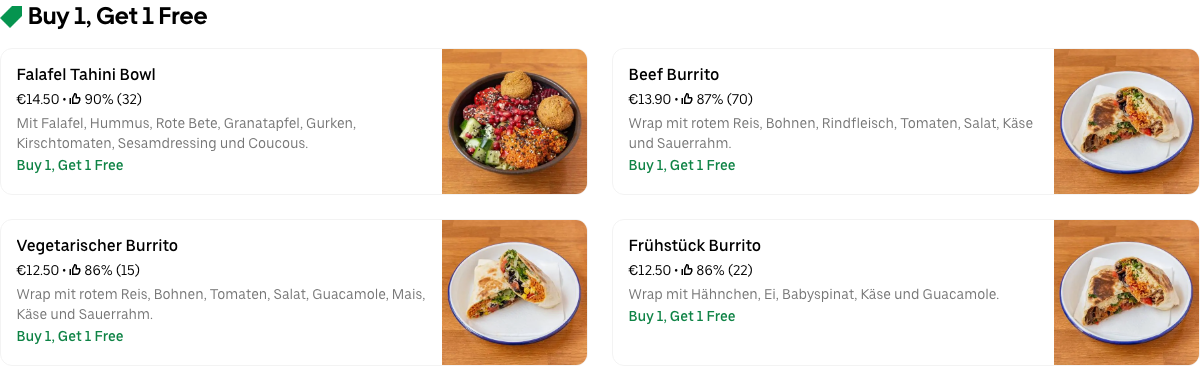 Buy 1, Get 1 Free
Falafel Tahini Bowl
€14.50 • 90% (32)
Mit Falafel, Hummus, Rote Bete, Granatapfel, Gurken,
Kirschtomaten, Sesamdressing und Coucous.
Buy 1, Get 1 Free
Beef Burrito
€13.90 • 87% (70)
Wrap mit rotem Reis, Bohnen, Rindfleisch, Tomaten, Salat, Käse
und Sauerrahm.
Buy 1, Get 1 Free
Vegetarischer Burrito
€12.50 • 86% (15)
Wrap mit rotem Reis, Bohnen, Tomaten, Salat, Guacamole, Mais,
Käse und Sauerrahm.
Buy 1, Get 1 Free
Frühstück Burrito
€12.50 • 86% (22)
Wrap mit Hähnchen, Ei, Babyspinat, Käse und Guacamole.
Buy 1, Get 1 Free